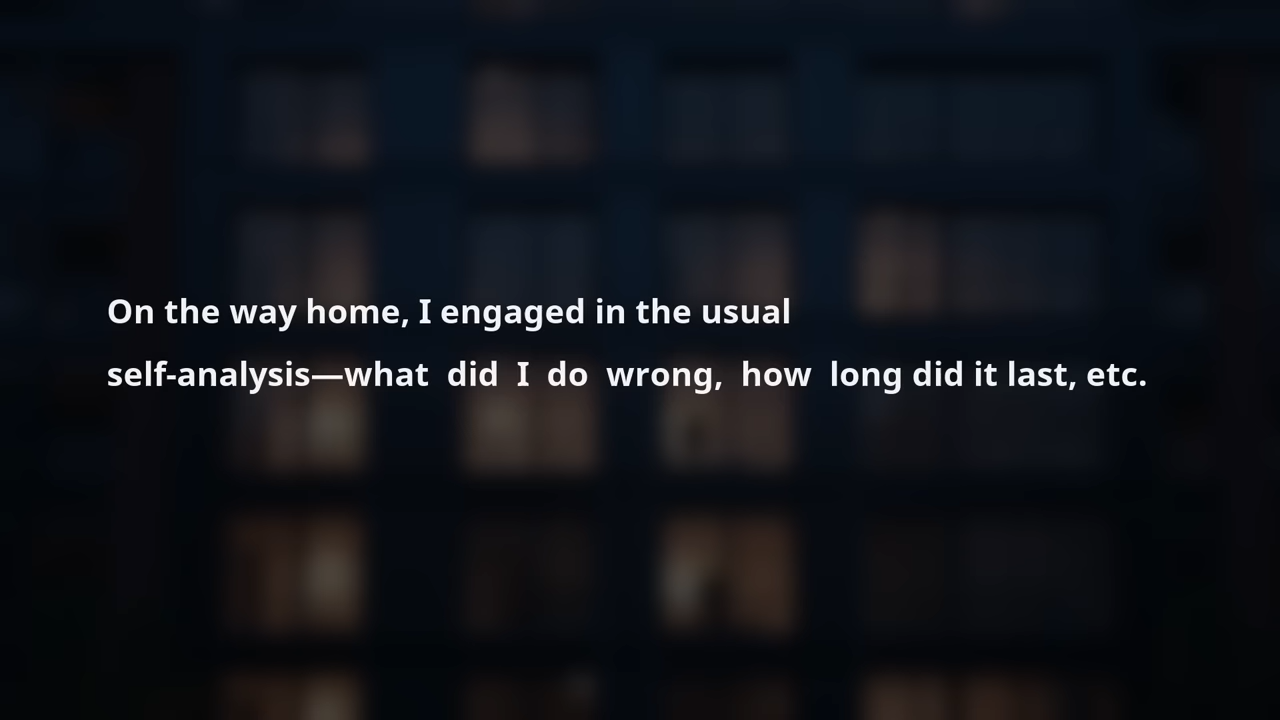 On the way home, I engaged in the usual
self-analysis—what did I do wrong, how long did it last, etc.